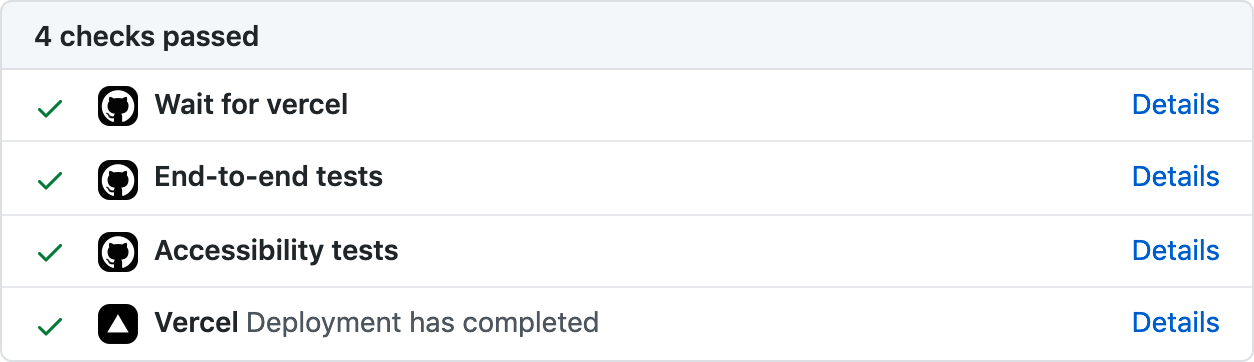 4 checks passed
Wait for vercel Details
End-to-end tests Details
Accessibility tests Details
Vercel Deployment has completed Details